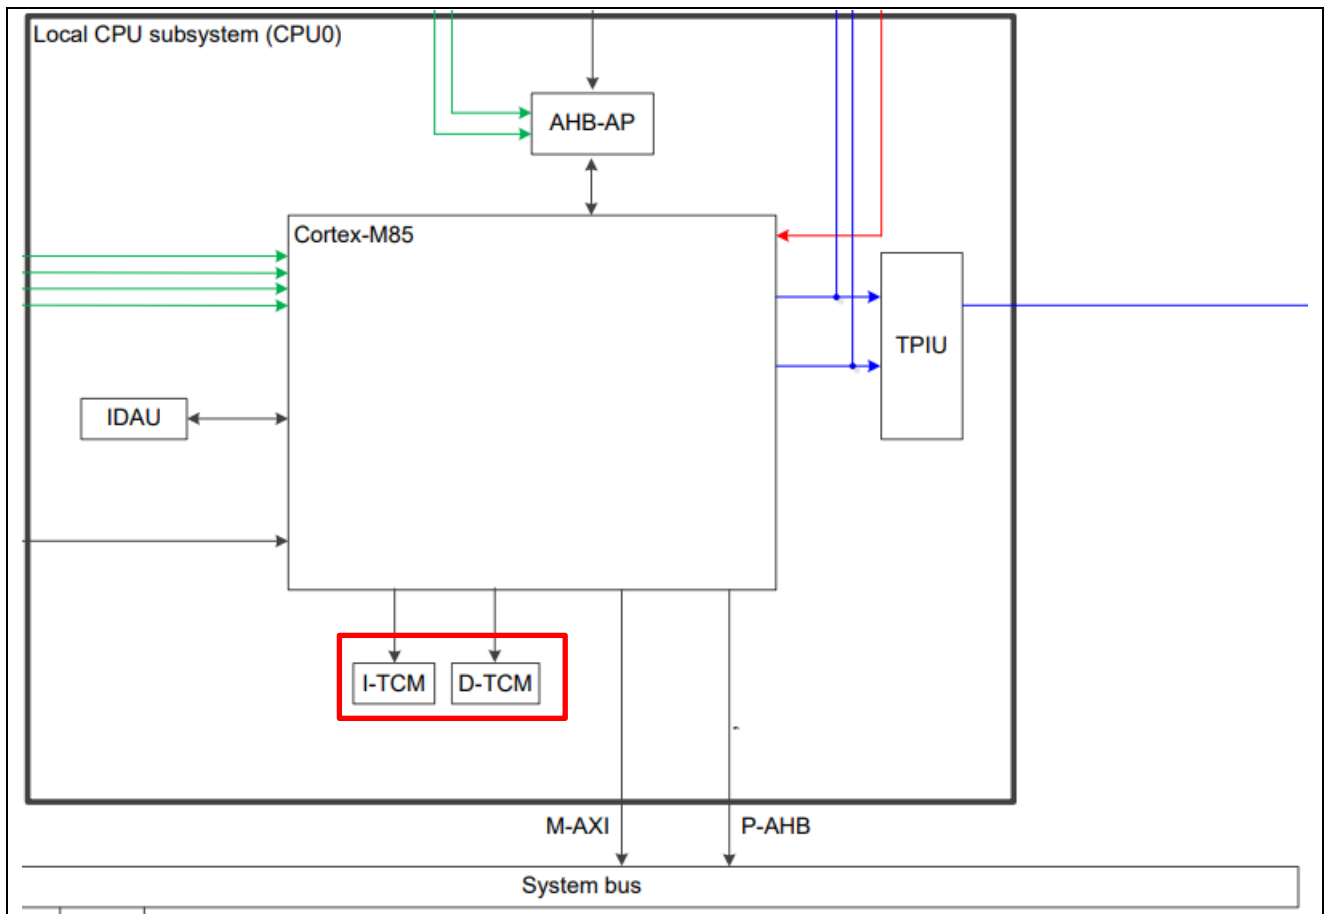 Local CPU subsystem (CPU0)
AHB-AP
Cortex-M85
TPIU
IDAU
I-TCM
D-TCM
M-AXI
P-AHB
System bus